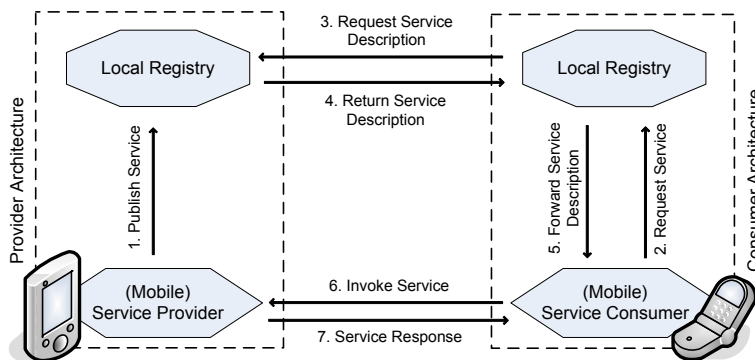 3. Request Service
Description
Local Registry
Local Registry
4. Return Service
Description
Provider Architecture
1. Publish Service
5. Forward Service
Description
2. Request Service
Consumer Architecture
(Mobile)
Service Provider
6. Invoke Service
(Mobile)
Service Consumer
7. Service Response